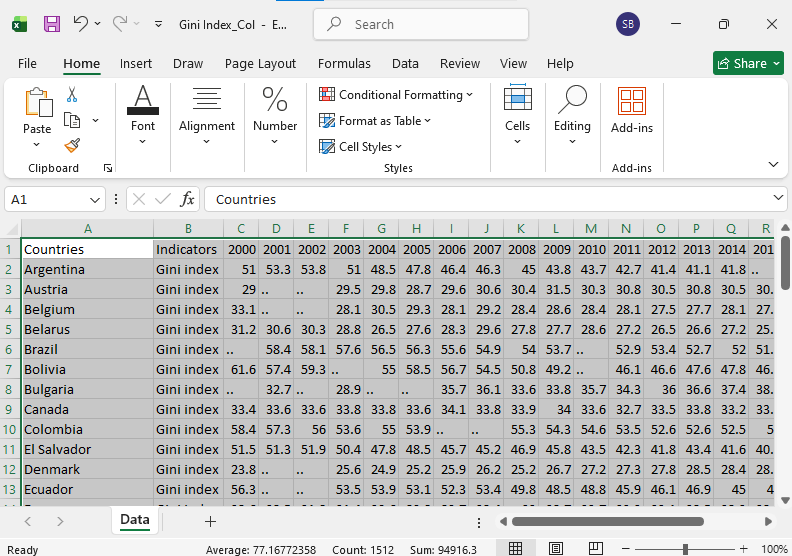 Gini Index_Col - E... Search SB
File Home Insert Draw Page Layout Formulas Data Review View Help Share
Paste Font Alignment Number Conditional Formatting Format as Table Cell Styles Cells Editing Add-ins
Clipboard Styles Add-ins
A1 fx Countries
A B C D E F G H I J K L M N O P Q R
1 Countries Indicators 2000 2001 2002 2003 2004 2005 2006 2007 2008 2009 2010 2011 2012 2013 2014 201
2 Argentina Gini index 51 53.3 53.8 51 48.5 47.8 46.4 46.3 45 43.8 43.7 42.7 41.4 41.1 41.8 ..
3 Austria Gini index 29 .. .. 29.5 29.8 28.7 29.6 30.6 30.4 31.5 30.3 30.8 30.5 30.8 30.5 30.
4 Belgium Gini index 33.1 .. .. 28.1 30.5 29.3 28.1 29.2 28.4 28.6 28.4 28.1 27.5 27.7 28.1 27.
5 Belarus Gini index 31.2 30.6 30.3 28.8 26.5 27.6 28.3 29.6 27.8 27.7 28.6 27.2 26.5 26.6 27.2 25.
6 Brazil Gini index .. 58.4 58.1 57.6 56.5 56.3 55.6 54.9 54 53.7 .. 52.9 53.4 52.7 52 51.
7 Bolivia Gini index 61.6 57.4 59.3 .. 55 58.5 56.7 54.5 50.8 49.2 .. 46.1 46.6 47.6 47.8 46.
8 Bulgaria Gini index .. 32.7 .. 28.9 .. .. 35.7 36.1 33.6 33.8 35.7 34.3 36 36.6 37.4 38.
9 Canada Gini index 33.4 33.6 33.6 33.8 33.8 33.6 34.1 33.8 33.9 34 33.6 32.7 33.5 33.8 33.2 33.
10 Colombia Gini index 58.4 57.3 56 53.6 55 53.9 .. .. 55.3 54.3 54.6 53.5 52.6 52.6 52.5 5
11 El Salvador Gini index 51.5 51.3 51.9 50.4 47.8 48.5 45.7 45.2 46.9 45.8 43.5 42.3 41.8 43.4 41.6 40.
12 Denmark Gini index 23.8 .. .. 25.6 24.9 25.2 25.9 26.2 25.2 26.7 27.2 27.3 27.8 28.5 28.4 28.
13 Ecuador Gini index 56.3 .. .. 53.5 53.9 53.1 52.3 53.4 49.8 48.5 48.8 45.9 46.1 46.9 45 4
Data
Ready Average: 77.16772358 Count: 1512 Sum: 94916.3 100%